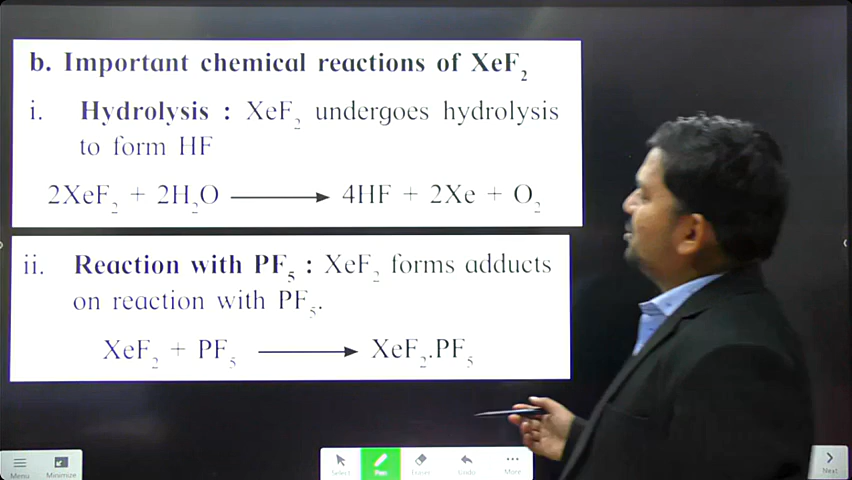 b. Important chemical reactions of XeF₂
i. Hydrolysis : XeF₂ undergoes hydrolysis
to form HF
2XeF₂ + 2H₂O ⟶ 4HF + 2Xe + O₂
ii. Reaction with PF₅ : XeF₂ forms adducts
on reaction with PF₅.
XeF₂ + PF₅ ⟶ XeF₂.PF₅
Menu Minimize Select Pen Eraser Undo More Next